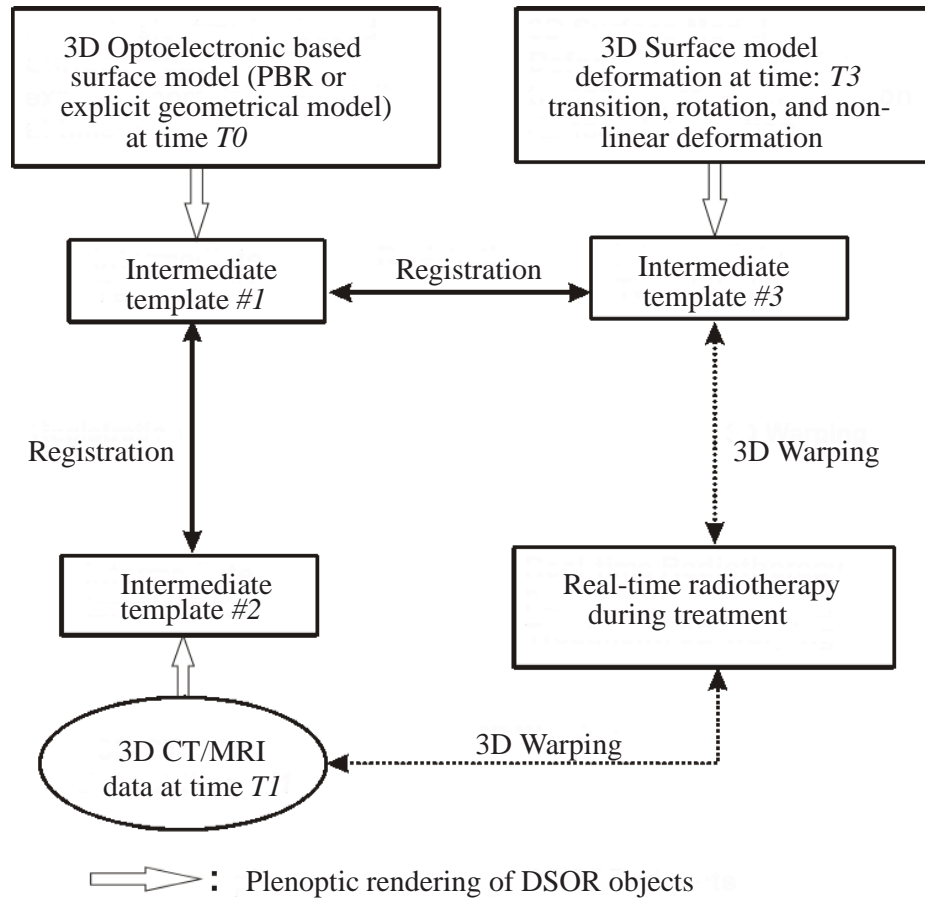 3D Optoelectronic based
surface model (PBR or
explicit geometrical model)
at time T0
3D Surface model
deformation at time: T3
transition, rotation, and non-
linear deformation
Intermediate
template #1
Registration
Intermediate
template #3
Registration
3D Warping
Intermediate
template #2
Real-time radiotherapy
during treatment
3D CT/MRI
data at time T1
3D Warping
: Plenoptic rendering of DSOR objects